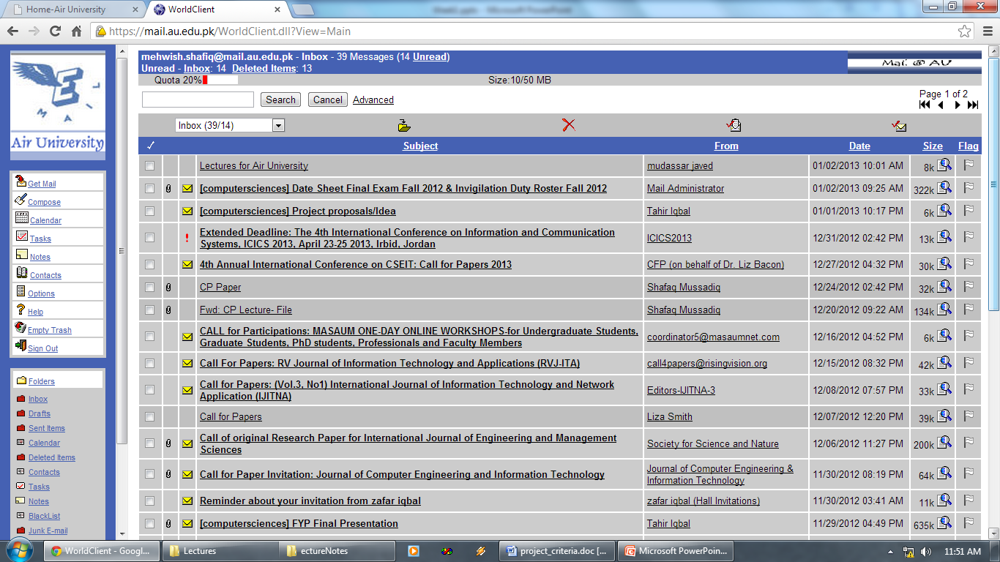 Home-Air University
WorldClient
https://mail.au.edu.pk/WorldClient.dll?View=Main
Air University
Get Mail
Compose
Calendar
Tasks
Notes
Contacts
Options
Help
Empty Trash
Sign Out
Folders
Inbox
Drafts
Sent Items
Calendar
Deleted Items
Contacts
Tasks
Notes
BlackList
Junk E-mail
mehwish.shafiq@mail.au.edu.pk - Inbox - 39 Messages (14 Unread)
Unread - Inbox: 14 Deleted Items: 13
Mail @ AU
Quota 20% Size:10/50 MB
Search Cancel Advanced
Page 1 of 2
Inbox (39/14)
Subject From Date Size Flag
Lectures for Air University mudassar javed 01/02/2013 10:01 AM 8k
[computersciences] Date Sheet Final Exam Fall 2012 & Invigilation Duty Roster Fall 2012 Mail Administrator 01/02/2013 09:25 AM 322k
[computersciences] Project proposals/Idea Tahir Iqbal 01/01/2013 10:17 PM 6k
Extended Deadline: The 4th International Conference on Information and Communication
Systems, ICICS 2013, April 23-25 2013, Irbid, Jordan ICICS2013 12/31/2012 02:42 PM 13k
4th Annual International Conference on CSEIT: Call for Papers 2013 CFP (on behalf of Dr. Liz Bacon) 12/27/2012 04:32 PM 30k
CP Paper Shafaq Mussadiq 12/24/2012 02:42 PM 32k
Fwd: CP Lecture- File Shafaq Mussadiq 12/20/2012 09:22 AM 134k
CALL for Participations: MASAUM ONE-DAY ONLINE WORKSHOPS-for Undergraduate Students,
Graduate Students, PhD students, Professionals and Faculty Members coordinator5@masaumnet.com 12/16/2012 04:52 PM 6k
Call For Papers: RV Journal of Information Technology and Applications (RVJ-ITA) call4papers@risingvision.org 12/15/2012 08:32 PM 42k
Call for Papers: (Vol.3, No1) International Journal of Information Technology and Network
Application (IJITNA) Editors-IJITNA-3 12/08/2012 07:57 PM 33k
Call for Papers Liza Smith 12/07/2012 12:20 PM 39k
Call of original Research Paper for International Journal of Engineering and Management
Sciences Society for Science and Nature 12/06/2012 11:27 PM 200k
Call for Paper Invitation: Journal of Computer Engineering and Information Technology Journal of Computer Engineering &
Information Technology 11/30/2012 08:19 PM 64k
Reminder about your invitation from zafar iqbal zafar iqbal (Hall Invitations) 11/30/2012 03:41 AM 11k
[computersciences] FYP Final Presentation Tahir Iqbal 11/29/2012 04:49 PM 635k
WorldClient - Googl... Lectures ectureNotes project_criteria.doc [... Microsoft PowerPoin... 11:51 AM